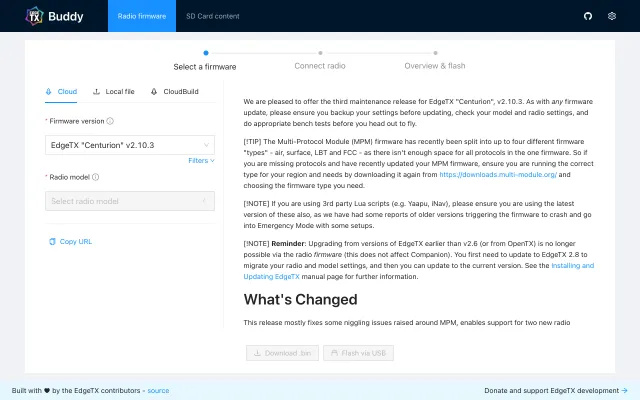 EDGE TX
Buddy
Radio firmware
SD Card content
Select a firmware
Connect radio
Overview & flash
Cloud
Local file
CloudBuild
* Firmware version
EdgeTX "Centurion" v2.10.3
Filters
* Radio model
Select radio model
Copy URL
We are pleased to offer the third maintenance release for EdgeTX "Centurion", v2.10.3. As with any firmware
update, please ensure you backup your settings before updating, check your model and radio settings, and
do appropriate bench tests before you head out to fly.
[!TIP] The Multi-Protocol Module (MPM) firmware has recently been split into up to four different firmware
"types" - air, surface, LBT and FCC - as there isn't enough space for all protocols in the one firmware. So if
you are missing protocols and have recently updated your MPM firmware, ensure you are running the correct
type for your region and needs by downloading it again from https://downloads.multi-module.org/ and
choosing the firmware type you need.
[!NOTE] If you are using 3rd party Lua scripts (e.g. Yaapu, iNav), please ensure you are using the latest
version of these also, as we have had some reports of older versions triggering the firmware to crash and go
into Emergency Mode with some setups.
[!NOTE] Reminder: Upgrading from versions of EdgeTX earlier than v2.6 (or from OpenTX) is no longer
possible via the radio firmware (this does not affect Companion). You first need to update to EdgeTX 2.8 to
migrate your radio and model settings, and then you can update to the current version. See the Installing and
Updating EdgeTX manual page for further information.
What's Changed
This release mostly fixes some niggling issues raised around MPM, enables support for two new radio
Download .bin
Flash via USB
Built with ♥ by the EdgeTX contributors - source
Donate and support EdgeTX development →